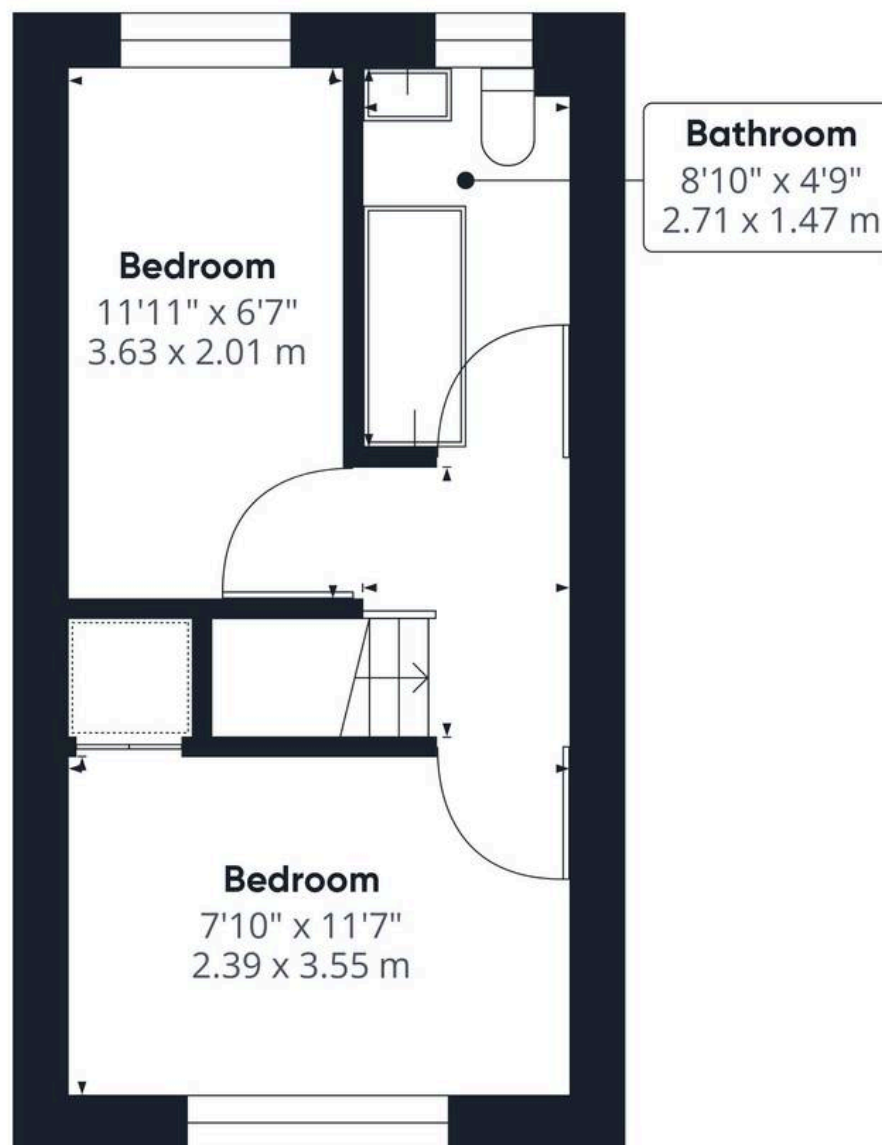 Bathroom
8'10" x 4'9"
2.71 x 1.47 m
Bedroom
11'11" x 6'7"
3.63 x 2.01 m
Bedroom
7'10" x 11'7"
2.39 x 3.55 m